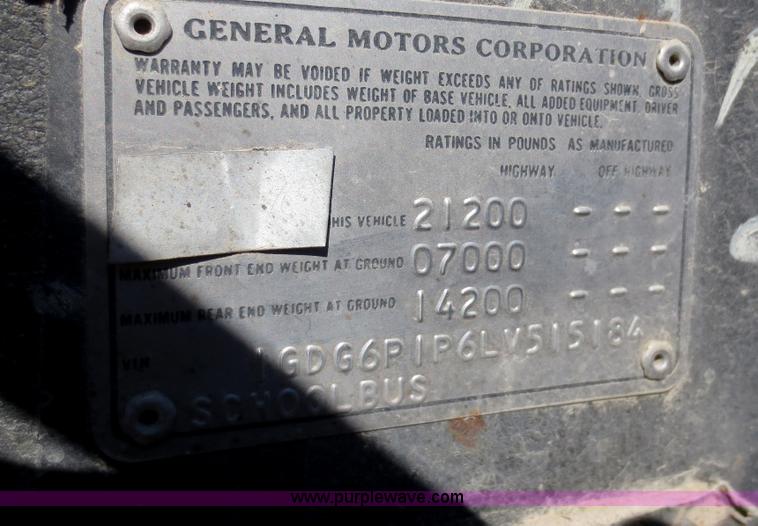 GENERAL MOTORS CORPORATION
WARRANTY MAY BE VOIDED IF WEIGHT EXCEEDS ANY OF RATINGS SHOWN, GROSS
VEHICLE WEIGHT INCLUDES WEIGHT OF BASE VEHICLE, ALL ADDED EQUIPMENT, DRIVER
AND PASSENGERS, AND ALL PROPERTY LOADED INTO OR ONTO VEHICLE.
RATINGS IN POUNDS AS MANUFACTURED
HIGHWAY OFF HIGHWAY
HIS VEHICLE 21200 - - -
MAXIMUM FRONT END WEIGHT AT GROUND 07000 - - -
MAXIMUM REAR END WEIGHT AT GROUND 14200 - - -
VIN 1GDG6P1P6LV515184
SCHOOLBUS
www.purplewave.com